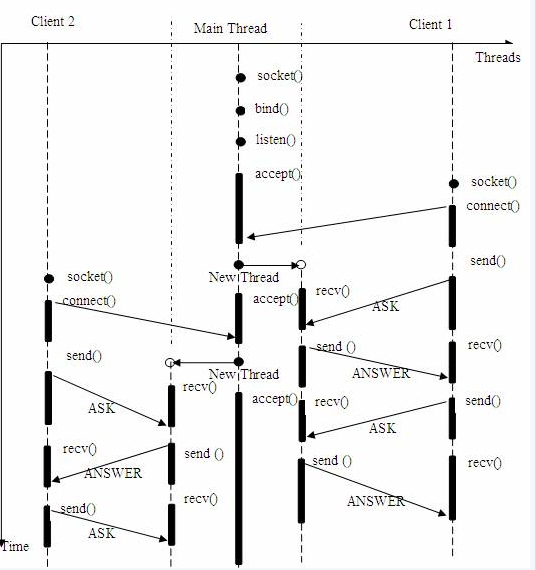 Client 2
Main Thread
Client 1
Threads
socket()
bind()
listen()
accept()
socket()
connect()
send()
New Thread
socket()
connect()
accept()
recv()
ASK
send ()
recv()
ANSWER
send()
New Thread
recv()
ASK
accept()
recv()
send()
ASK
recv()
ANSWER
send ()
send ()
recv()
ANSWER
recv()
send()
ASK
Time